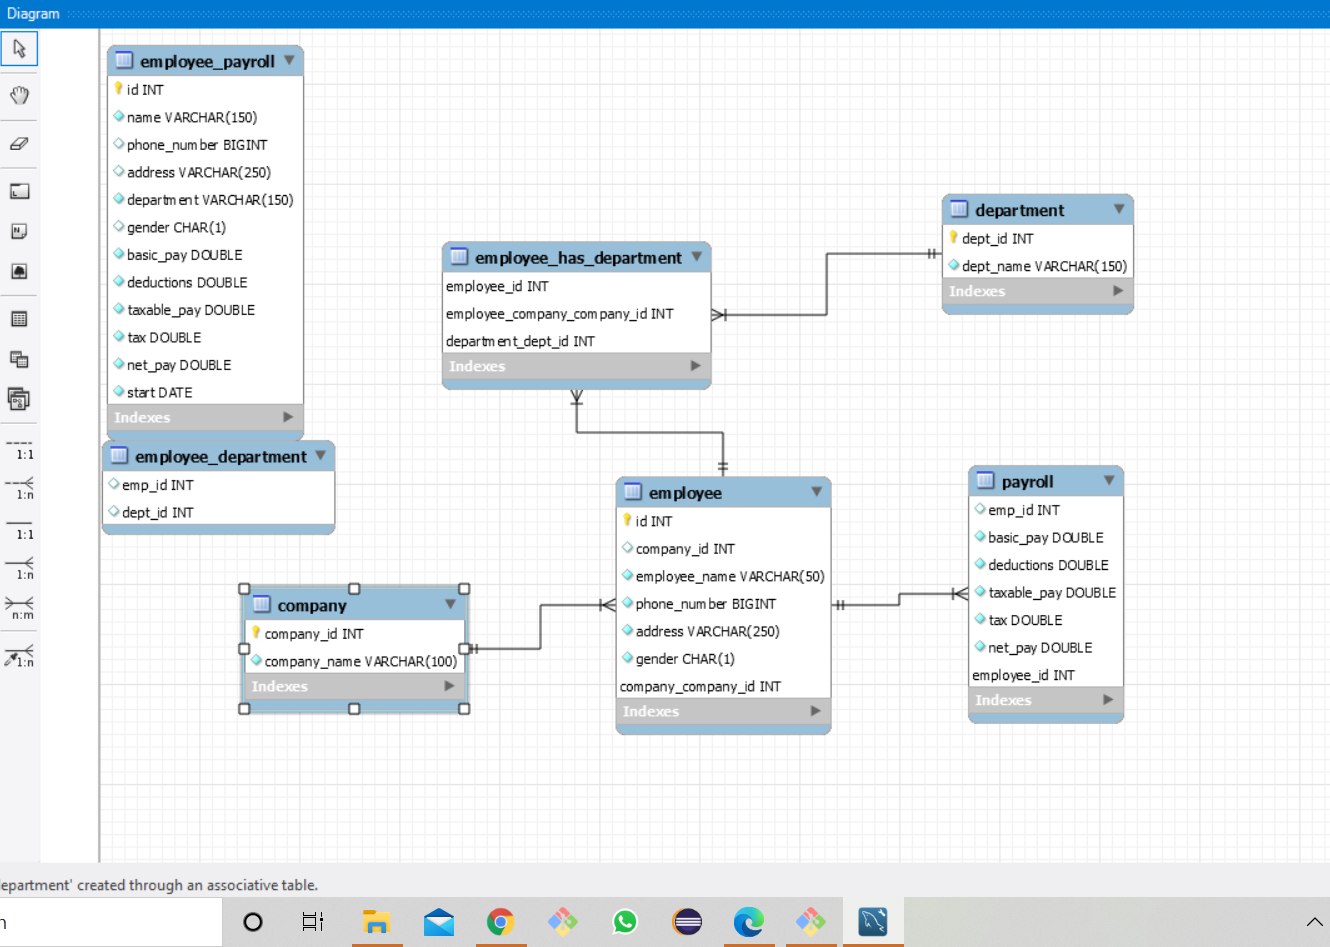 Diagram
employee_payroll
id INT
name VARCHAR(150)
phone_number BIGINT
address VARCHAR(250)
department VARCHAR(150)
gender CHAR(1)
basic_pay DOUBLE
deductions DOUBLE
taxable_pay DOUBLE
tax DOUBLE
net_pay DOUBLE
start DATE
Indexes
employee_department
emp_id INT
dept_id INT
employee_has_department
employee_id INT
employee_company_company_id INT
department_dept_id INT
Indexes
department
dept_id INT
dept_name VARCHAR(150)
Indexes
company
company_id INT
company_name VARCHAR(100)
Indexes
employee
id INT
company_id INT
employee_name VARCHAR(50)
phone_number BIGINT
address VARCHAR(250)
gender CHAR(1)
company_company_id INT
Indexes
payroll
emp_id INT
basic_pay DOUBLE
deductions DOUBLE
taxable_pay DOUBLE
tax DOUBLE
net_pay DOUBLE
employee_id INT
Indexes
1:1
1:n
1:1
1:n
n:m
1:n
epartment' created through an associative table.
n